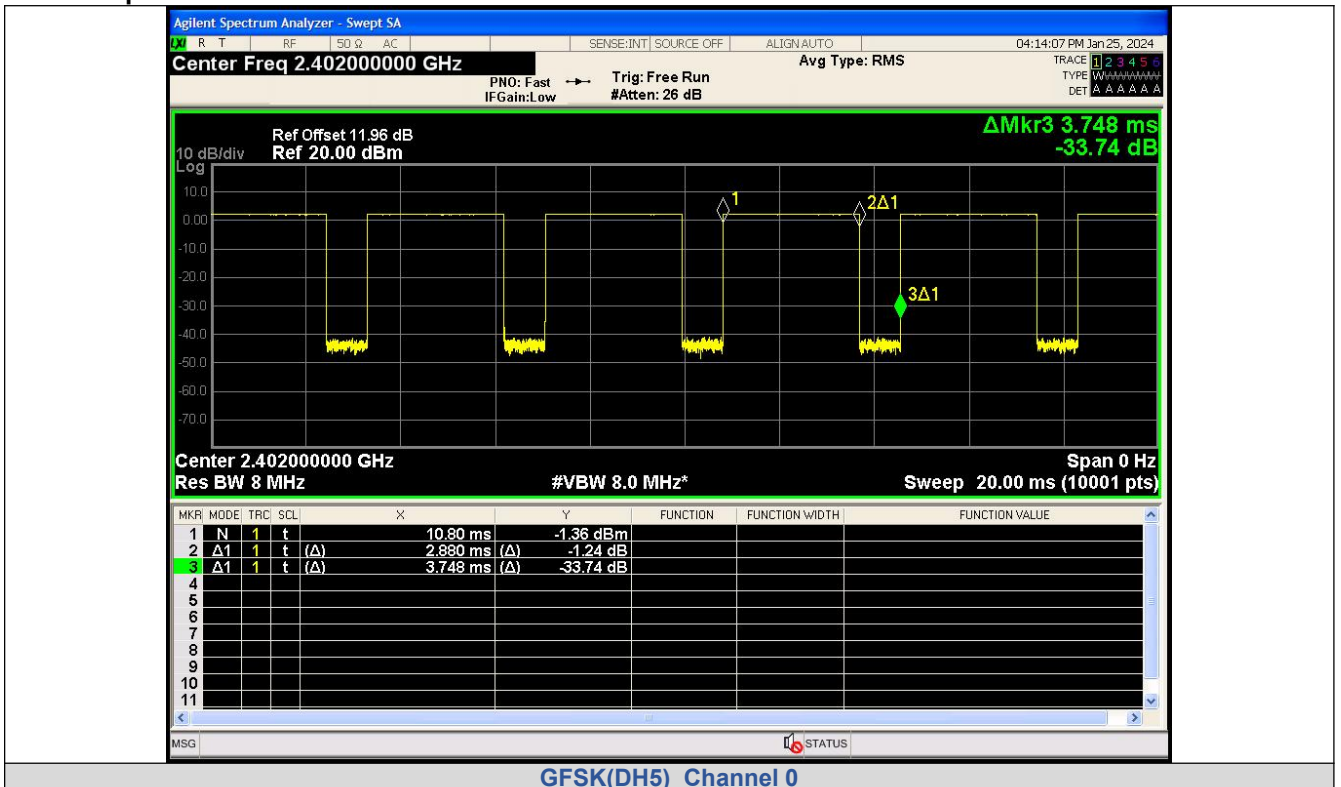 Agilent Spectrum Analyzer - Swept SA
LXI R T RF 50 Ω AC SENSE:INT SOURCE OFF ALIGN AUTO 04:14:07 PM Jan 25, 2024
Center Freq 2.402000000 GHz Avg Type: RMS TRACE 1 2 3 4 5 6
PNO: Fast Trig: Free Run TYPE W
IFGain:Low #Atten: 26 dB DET A A A A A A
ΔMkr3 3.748 ms
Ref Offset 11.96 dB
10 dB/div Ref 20.00 dBm -33.74 dB
Log
10.0
1
2Δ1
0.00
-10.0
-20.0
3Δ1
-30.0
-40.0
-50.0
-60.0
-70.0
Center 2.402000000 GHz Span 0 Hz
Res BW 8 MHz #VBW 8.0 MHz* Sweep 20.00 ms (10001 pts)
MKR MODE TRC SCL X Y FUNCTION FUNCTION WIDTH FUNCTION VALUE
1 N 1 t 10.80 ms -1.36 dBm
2 Δ1 1 t (Δ) 2.880 ms (Δ) -1.24 dB
3 Δ1 1 t (Δ) 3.748 ms (Δ) -33.74 dB
4
5
6
7
8
9
10
11
MSG STATUS
GFSK(DH5) Channel 0